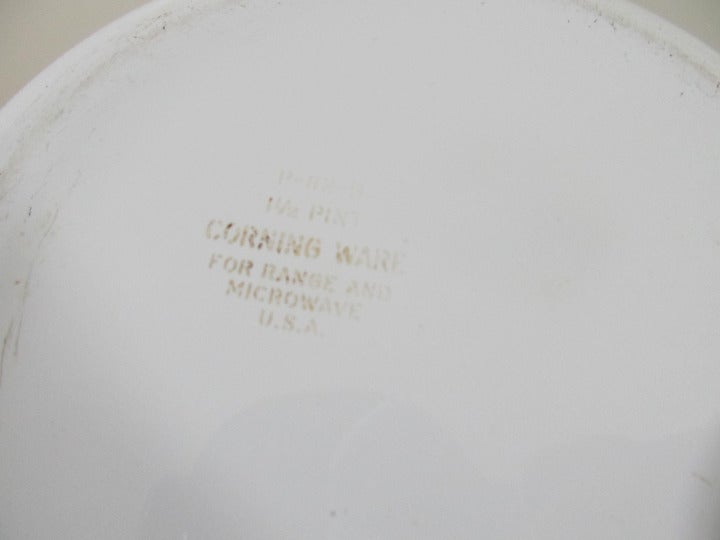 1½ PINT
CORNING WARE
FOR RANGE AND
MICROWAVE
U.S.A.